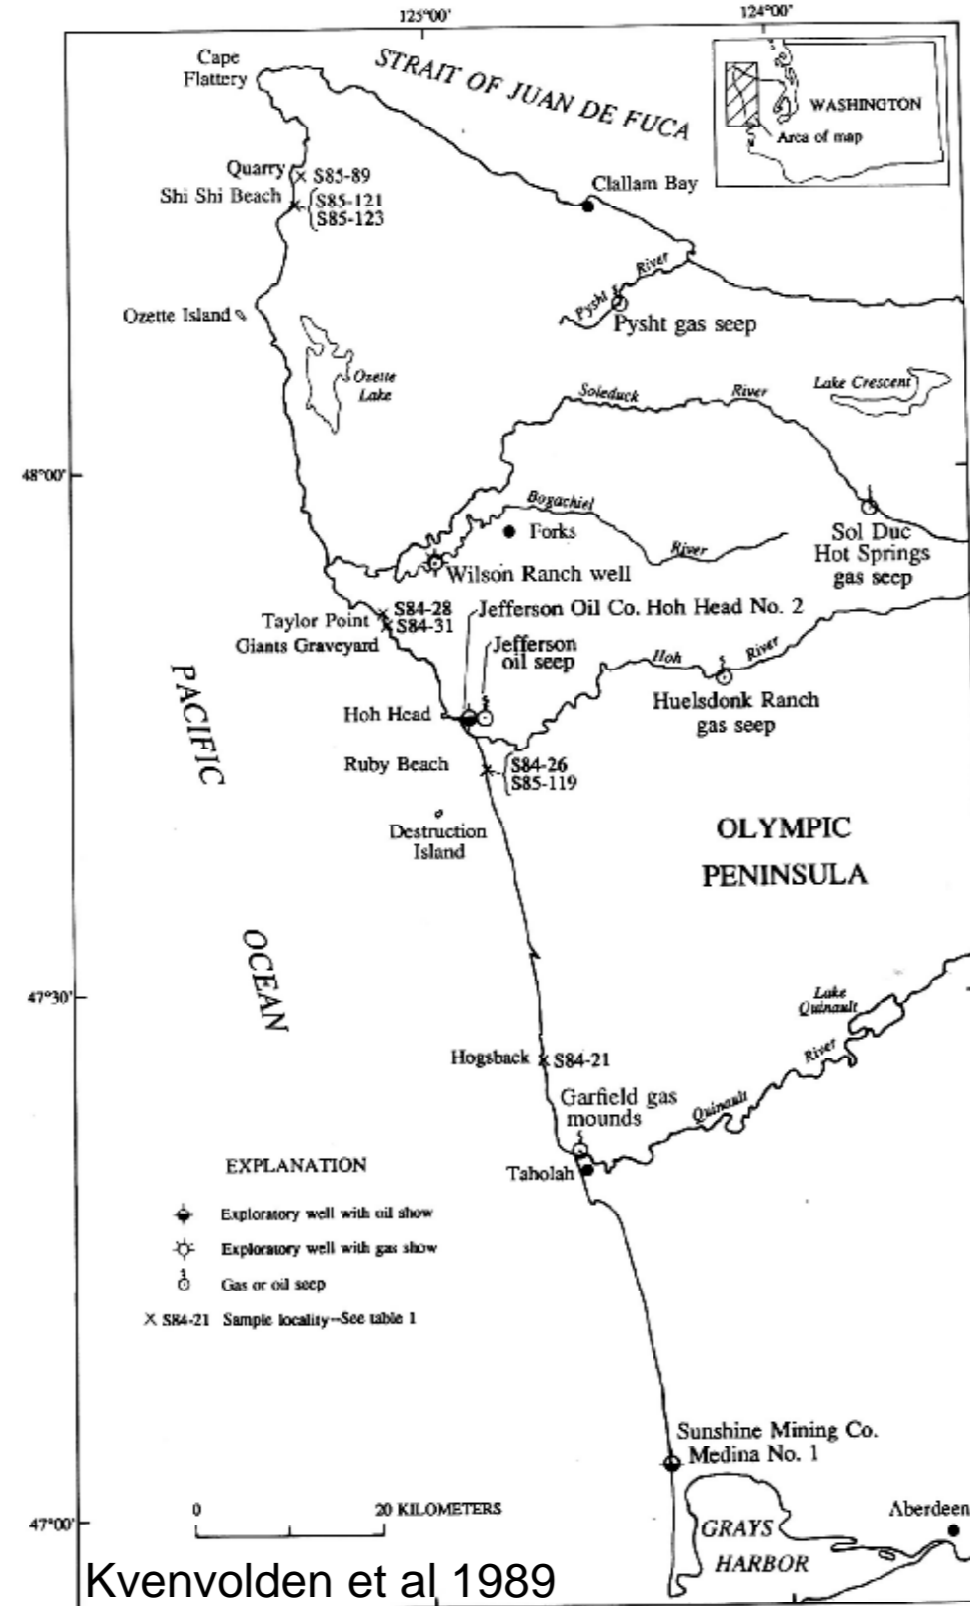 125°00'
124°00'
Cape
Flattery
STRAIT OF JUAN DE FUCA
WASHINGTON
Area of map
Quarry
S85-89
Shi Shi Beach
S85-121
S85-123
Clallam Bay
Pysht River
Pysht gas seep
Ozette Island
Ozette
Lake
Soleduck River
Lake Crescent
48°00'
Bogachiel River
Forks
Sol Duc
Hot Springs
gas seep
Wilson Ranch well
Taylor Point
S84-28
S84-31
Giants Graveyard
Jefferson Oil Co. Hoh Head No. 2
Jefferson
oil seep
Hoh River
Huelsdonk Ranch
gas seep
Hoh Head
Ruby Beach
S84-26
S85-119
PACIFIC
OCEAN
Destruction
Island
OLYMPIC
PENINSULA
47°30'
Lake
Quinault
Quinault River
Hogsback
S84-21
Garfield gas
mounds
Taholah
EXPLANATION
Exploratory well with oil show
Exploratory well with gas show
Gas or oil seep
S84-21 Sample locality--See table 1
Sunshine Mining Co.
Medina No. 1
0 20 KILOMETERS
47°00'
GRAYS
HARBOR
Aberdeen
Kvenvolden et al 1989